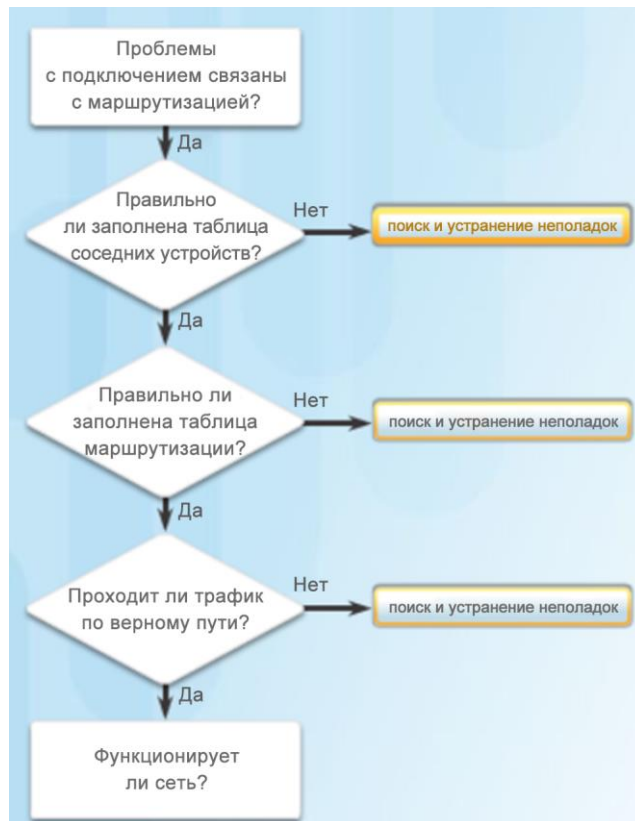 Проблемы
с подключением связаны
с маршрутизацией?
Да
Правильно
ли заполнена таблица
соседних устройств?
Нет
поиск и устранение неполадок
Да
Правильно ли
заполнена таблица
маршрутизации?
Нет
поиск и устранение неполадок
Да
Проходит ли трафик
по верному пути?
Нет
поиск и устранение неполадок
Да
Функционирует
ли сеть?